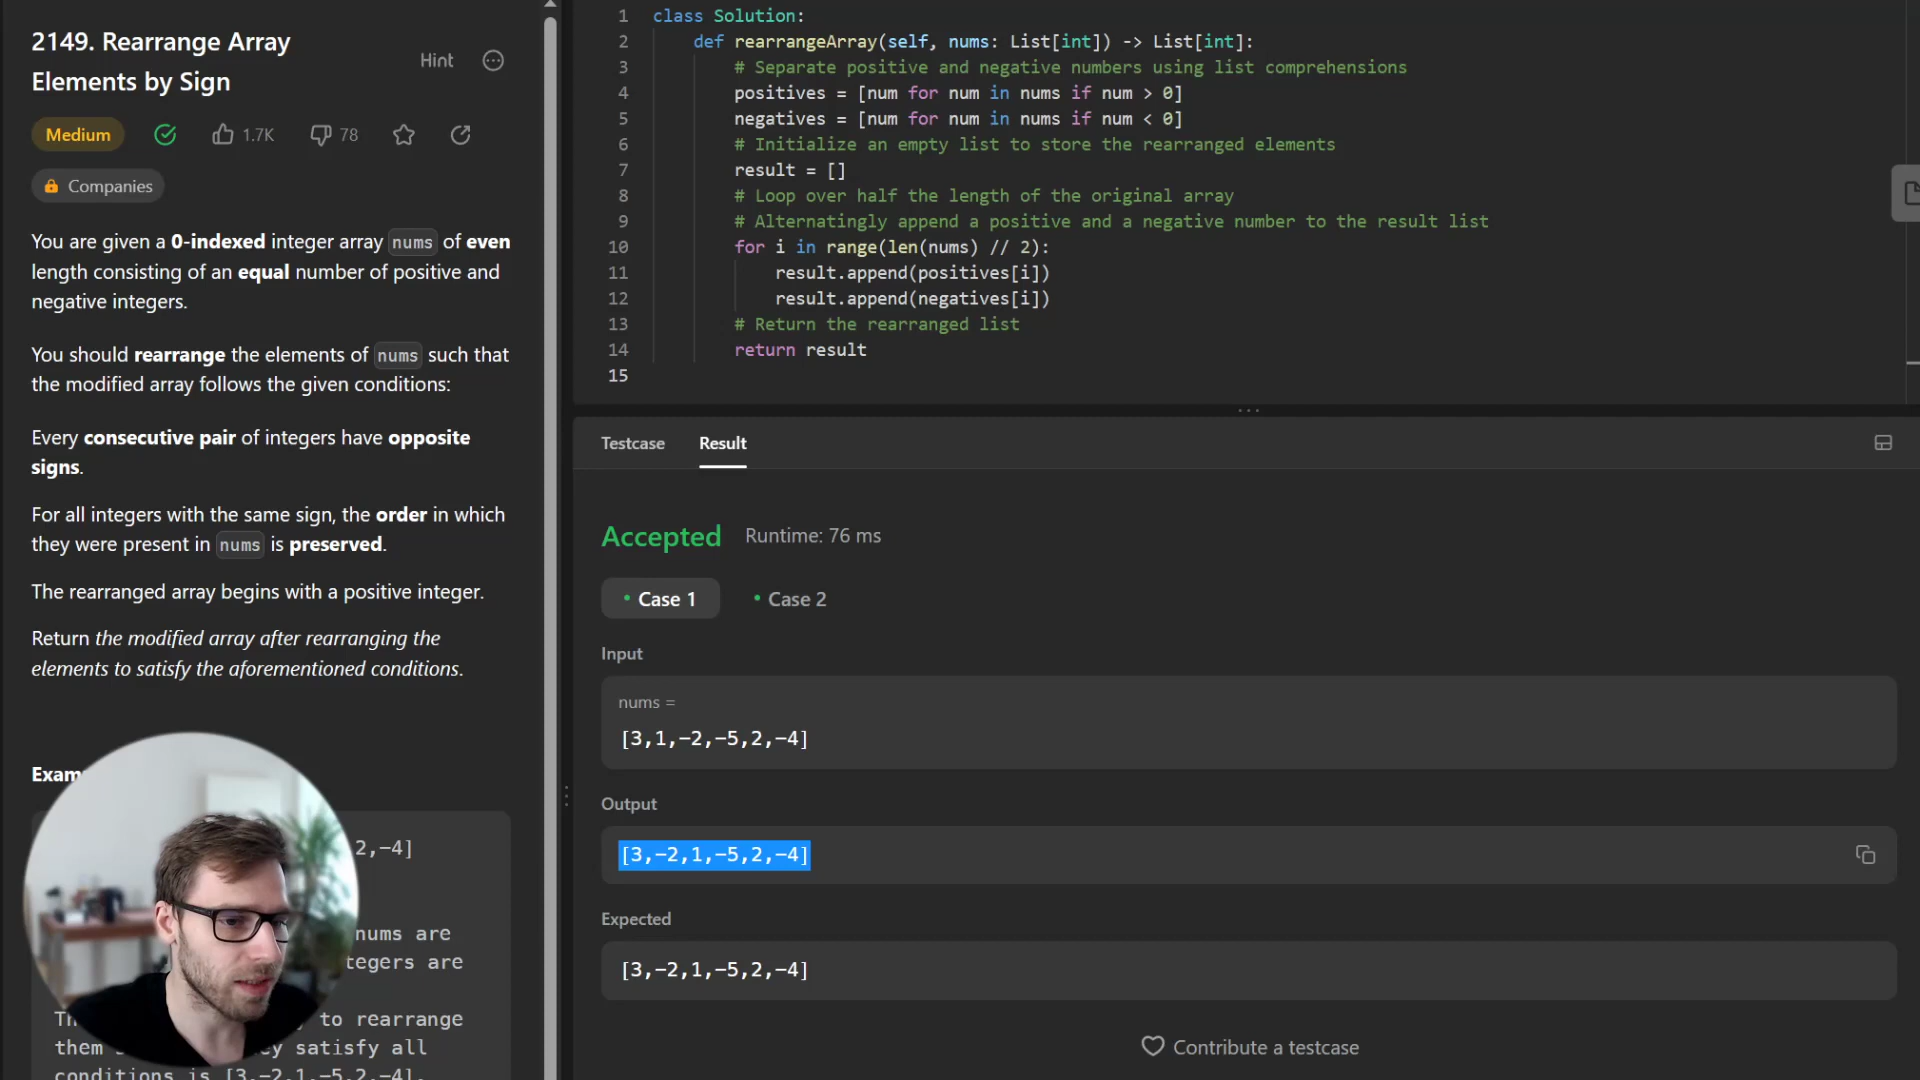 2149. Rearrange Array
Elements by Sign
Hint
Medium
1.7K
78
Companies
You are given a 0-indexed integer array nums of even
length consisting of an equal number of positive and
negative integers.
You should rearrange the elements of nums such that
the modified array follows the given conditions:
Every consecutive pair of integers have opposite
signs.
For all integers with the same sign, the order in which
they were present in nums is preserved.
The rearranged array begins with a positive integer.
Return the modified array after rearranging the
elements to satisfy the aforementioned conditions.
2,-4]
nums are
to rearrange
them satisfy all
conditions is [3,-2,1,-5,2,-4].
1 class Solution:
2 def rearrangeArray(self, nums: List[int]) -> List[int]:
3 # Separate positive and negative numbers using list comprehensions
4 positives = [num for num in nums if num > 0]
5 negatives = [num for num in nums if num < 0]
6 # Initialize an empty list to store the rearranged elements
7 result = []
8 # Loop over half the length of the original array
9 # Alternatingly append a positive and a negative number to the result list
10 for i in range(len(nums) // 2):
11 result.append(positives[i])
12 result.append(negatives[i])
13 # Return the rearranged list
14 return result
15
Testcase Result
Accepted Runtime: 76 ms
Case 1 Case 2
Input
nums =
[3,1,-2,-5,2,-4]
Output
[3,-2,1,-5,2,-4]
Expected
[3,-2,1,-5,2,-4]
Contribute a testcase